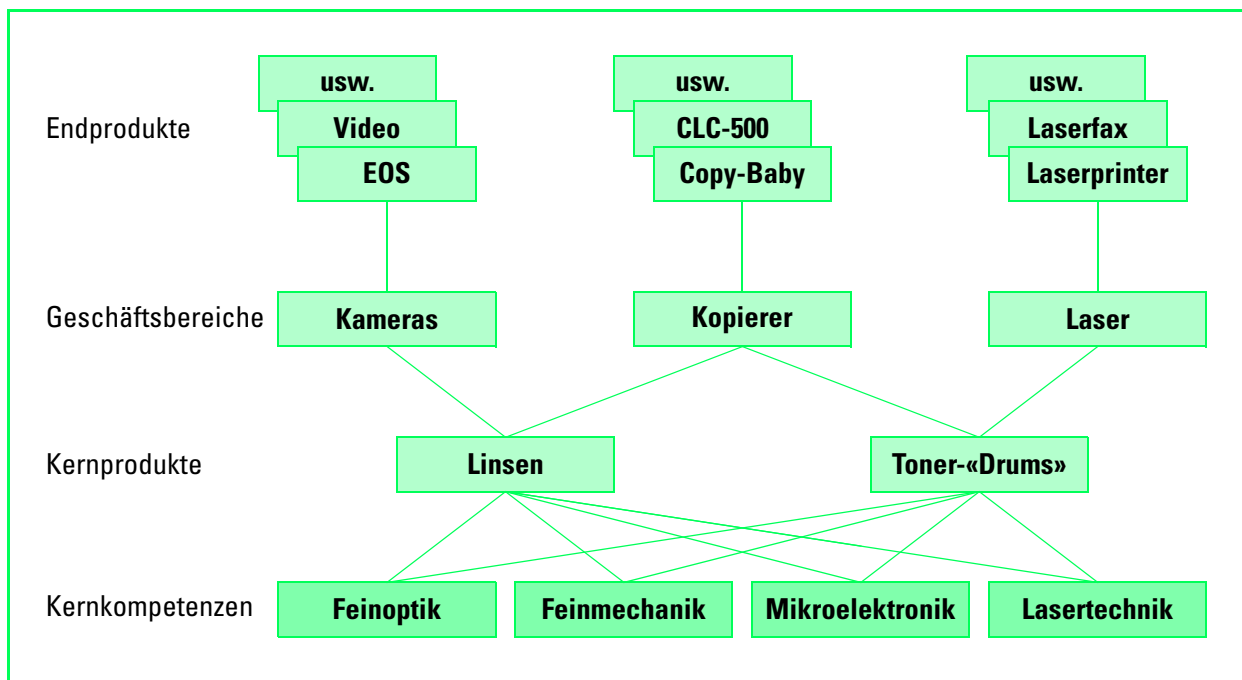 usw.
usw.
usw.
Endprodukte
Video
CLC-500
Laserfax
EOS
Copy-Baby
Laserprinter
Geschäftsbereiche
Kameras
Kopierer
Laser
Kernprodukte
Linsen
Toner-«Drums»
Kernkompetenzen
Feinoptik
Feinmechanik
Mikroelektronik
Lasertechnik